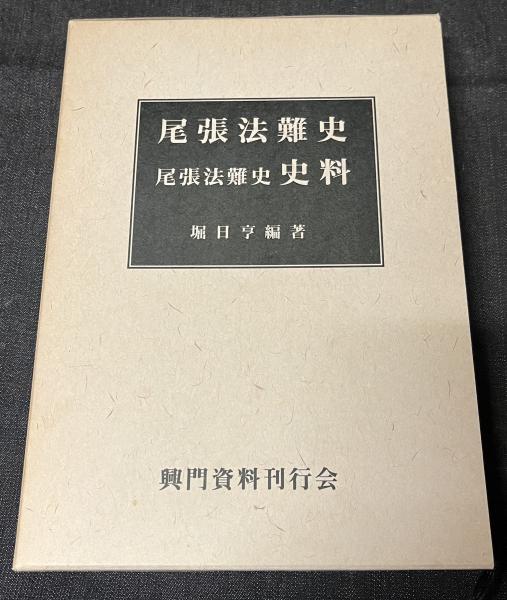 尾張法難史
尾張法難史 史料
堀日亨編著
興門資料刊行会